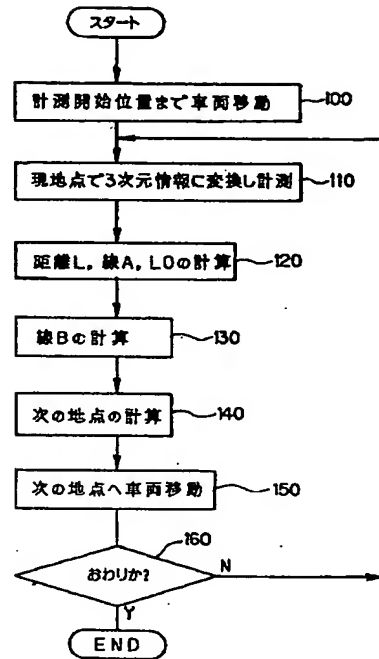 スタート
計測開始位置まで車両移動 100
現地点で3次元情報に変換し計測 110
距離L,線A,LOの計算 120
線Bの計算 130
次の地点の計算 140
次の地点へ車両移動 150
160
おわりか? N
Y
END